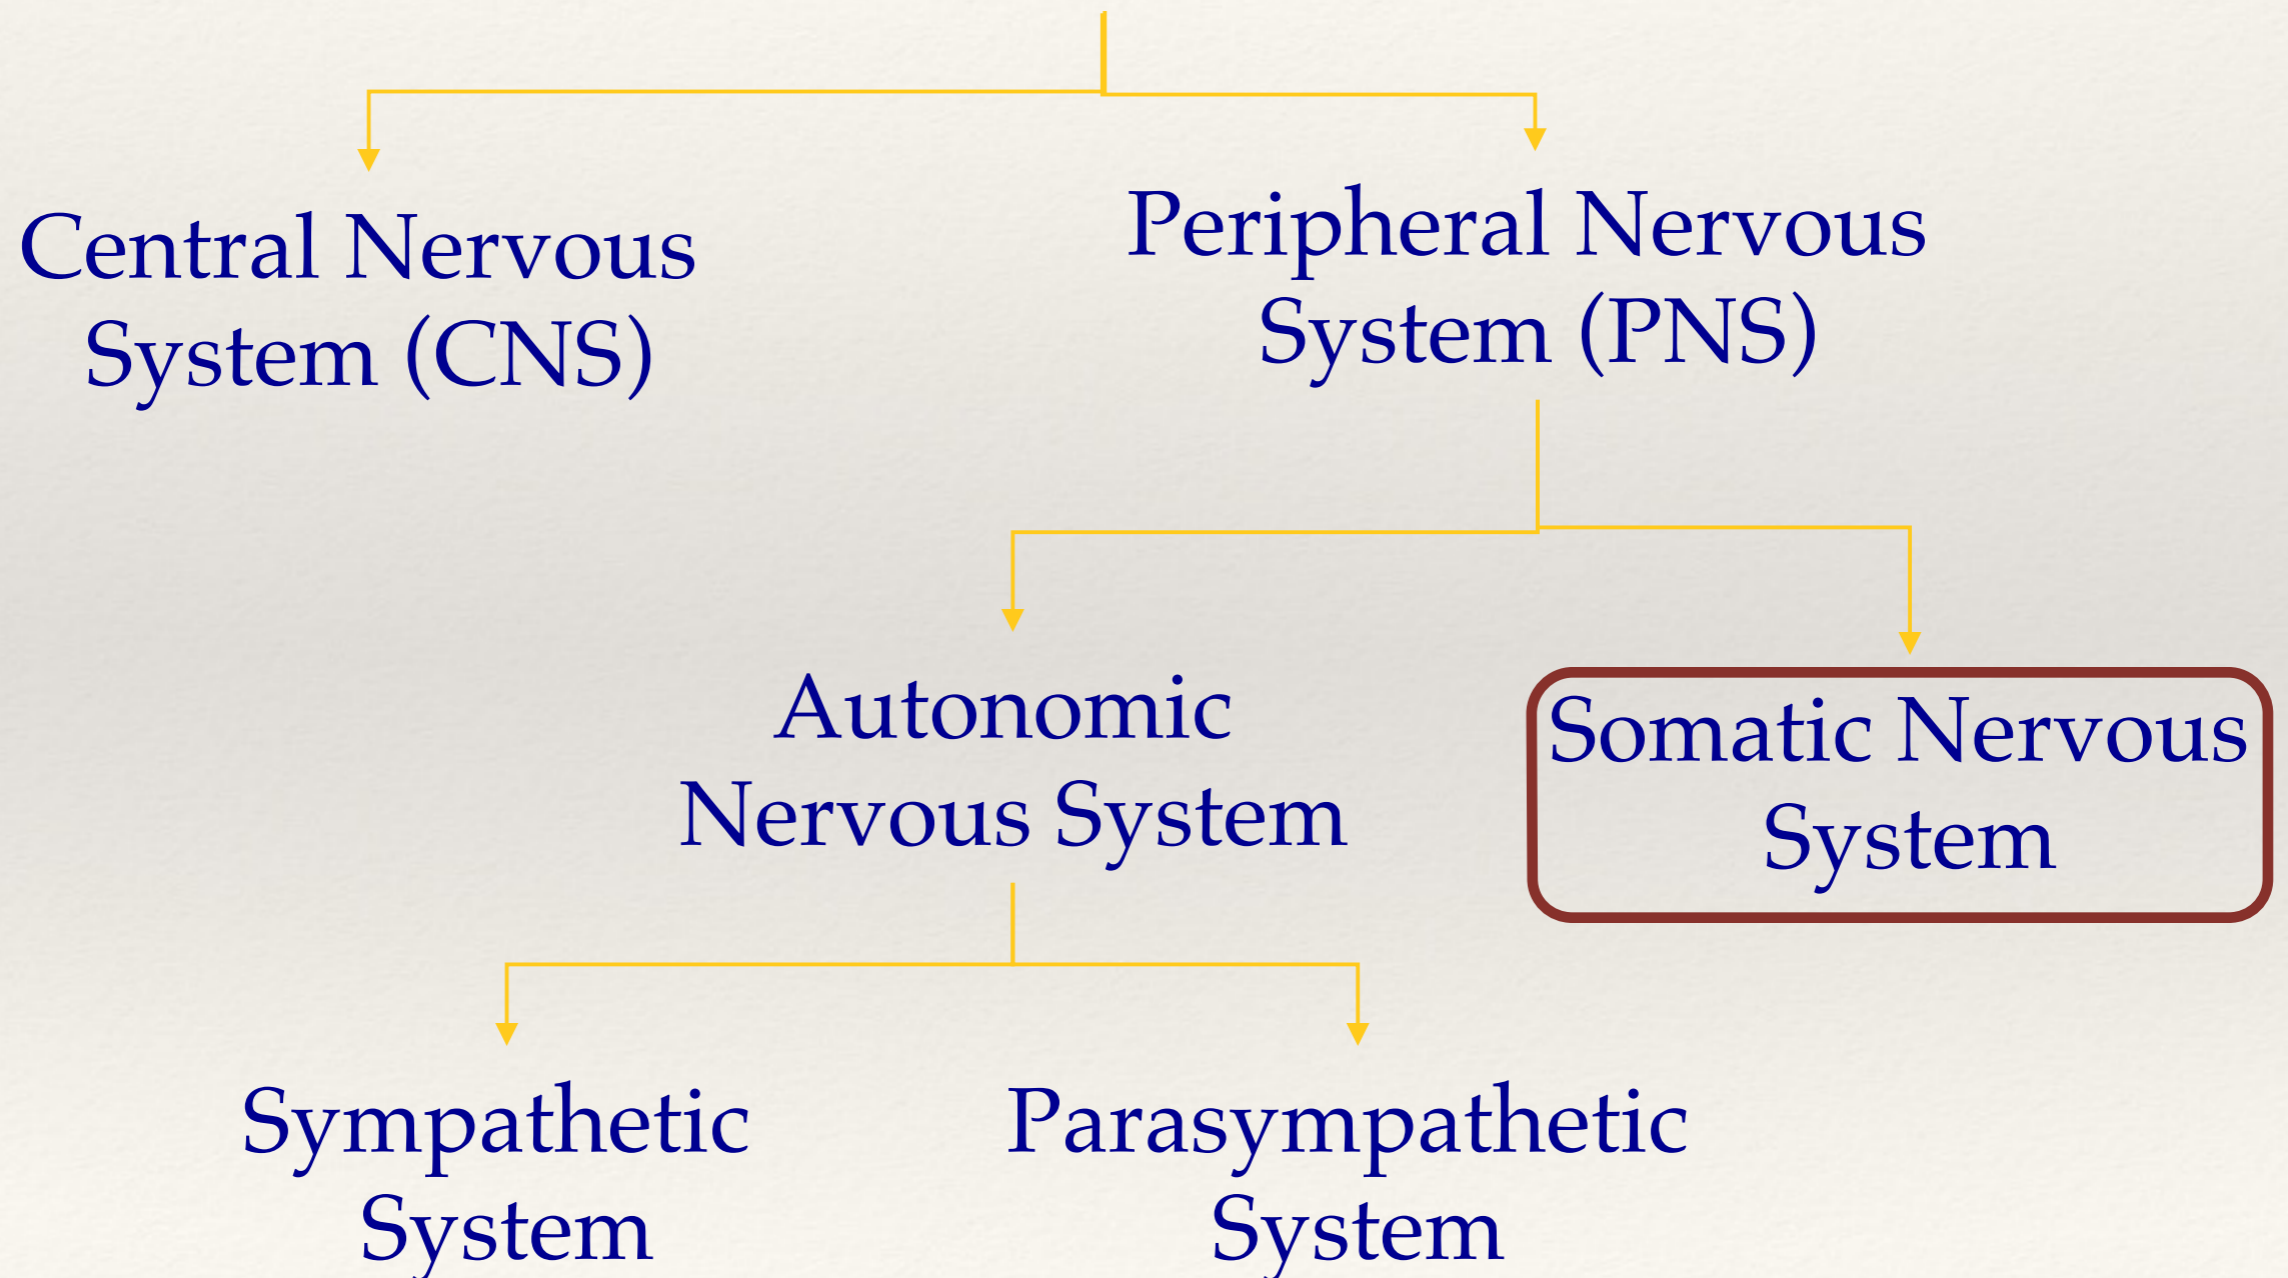 Central Nervous
System (CNS)
Peripheral Nervous
System (PNS)
Autonomic
Nervous System
Somatic Nervous
System
Sympathetic
System
Parasympathetic
System